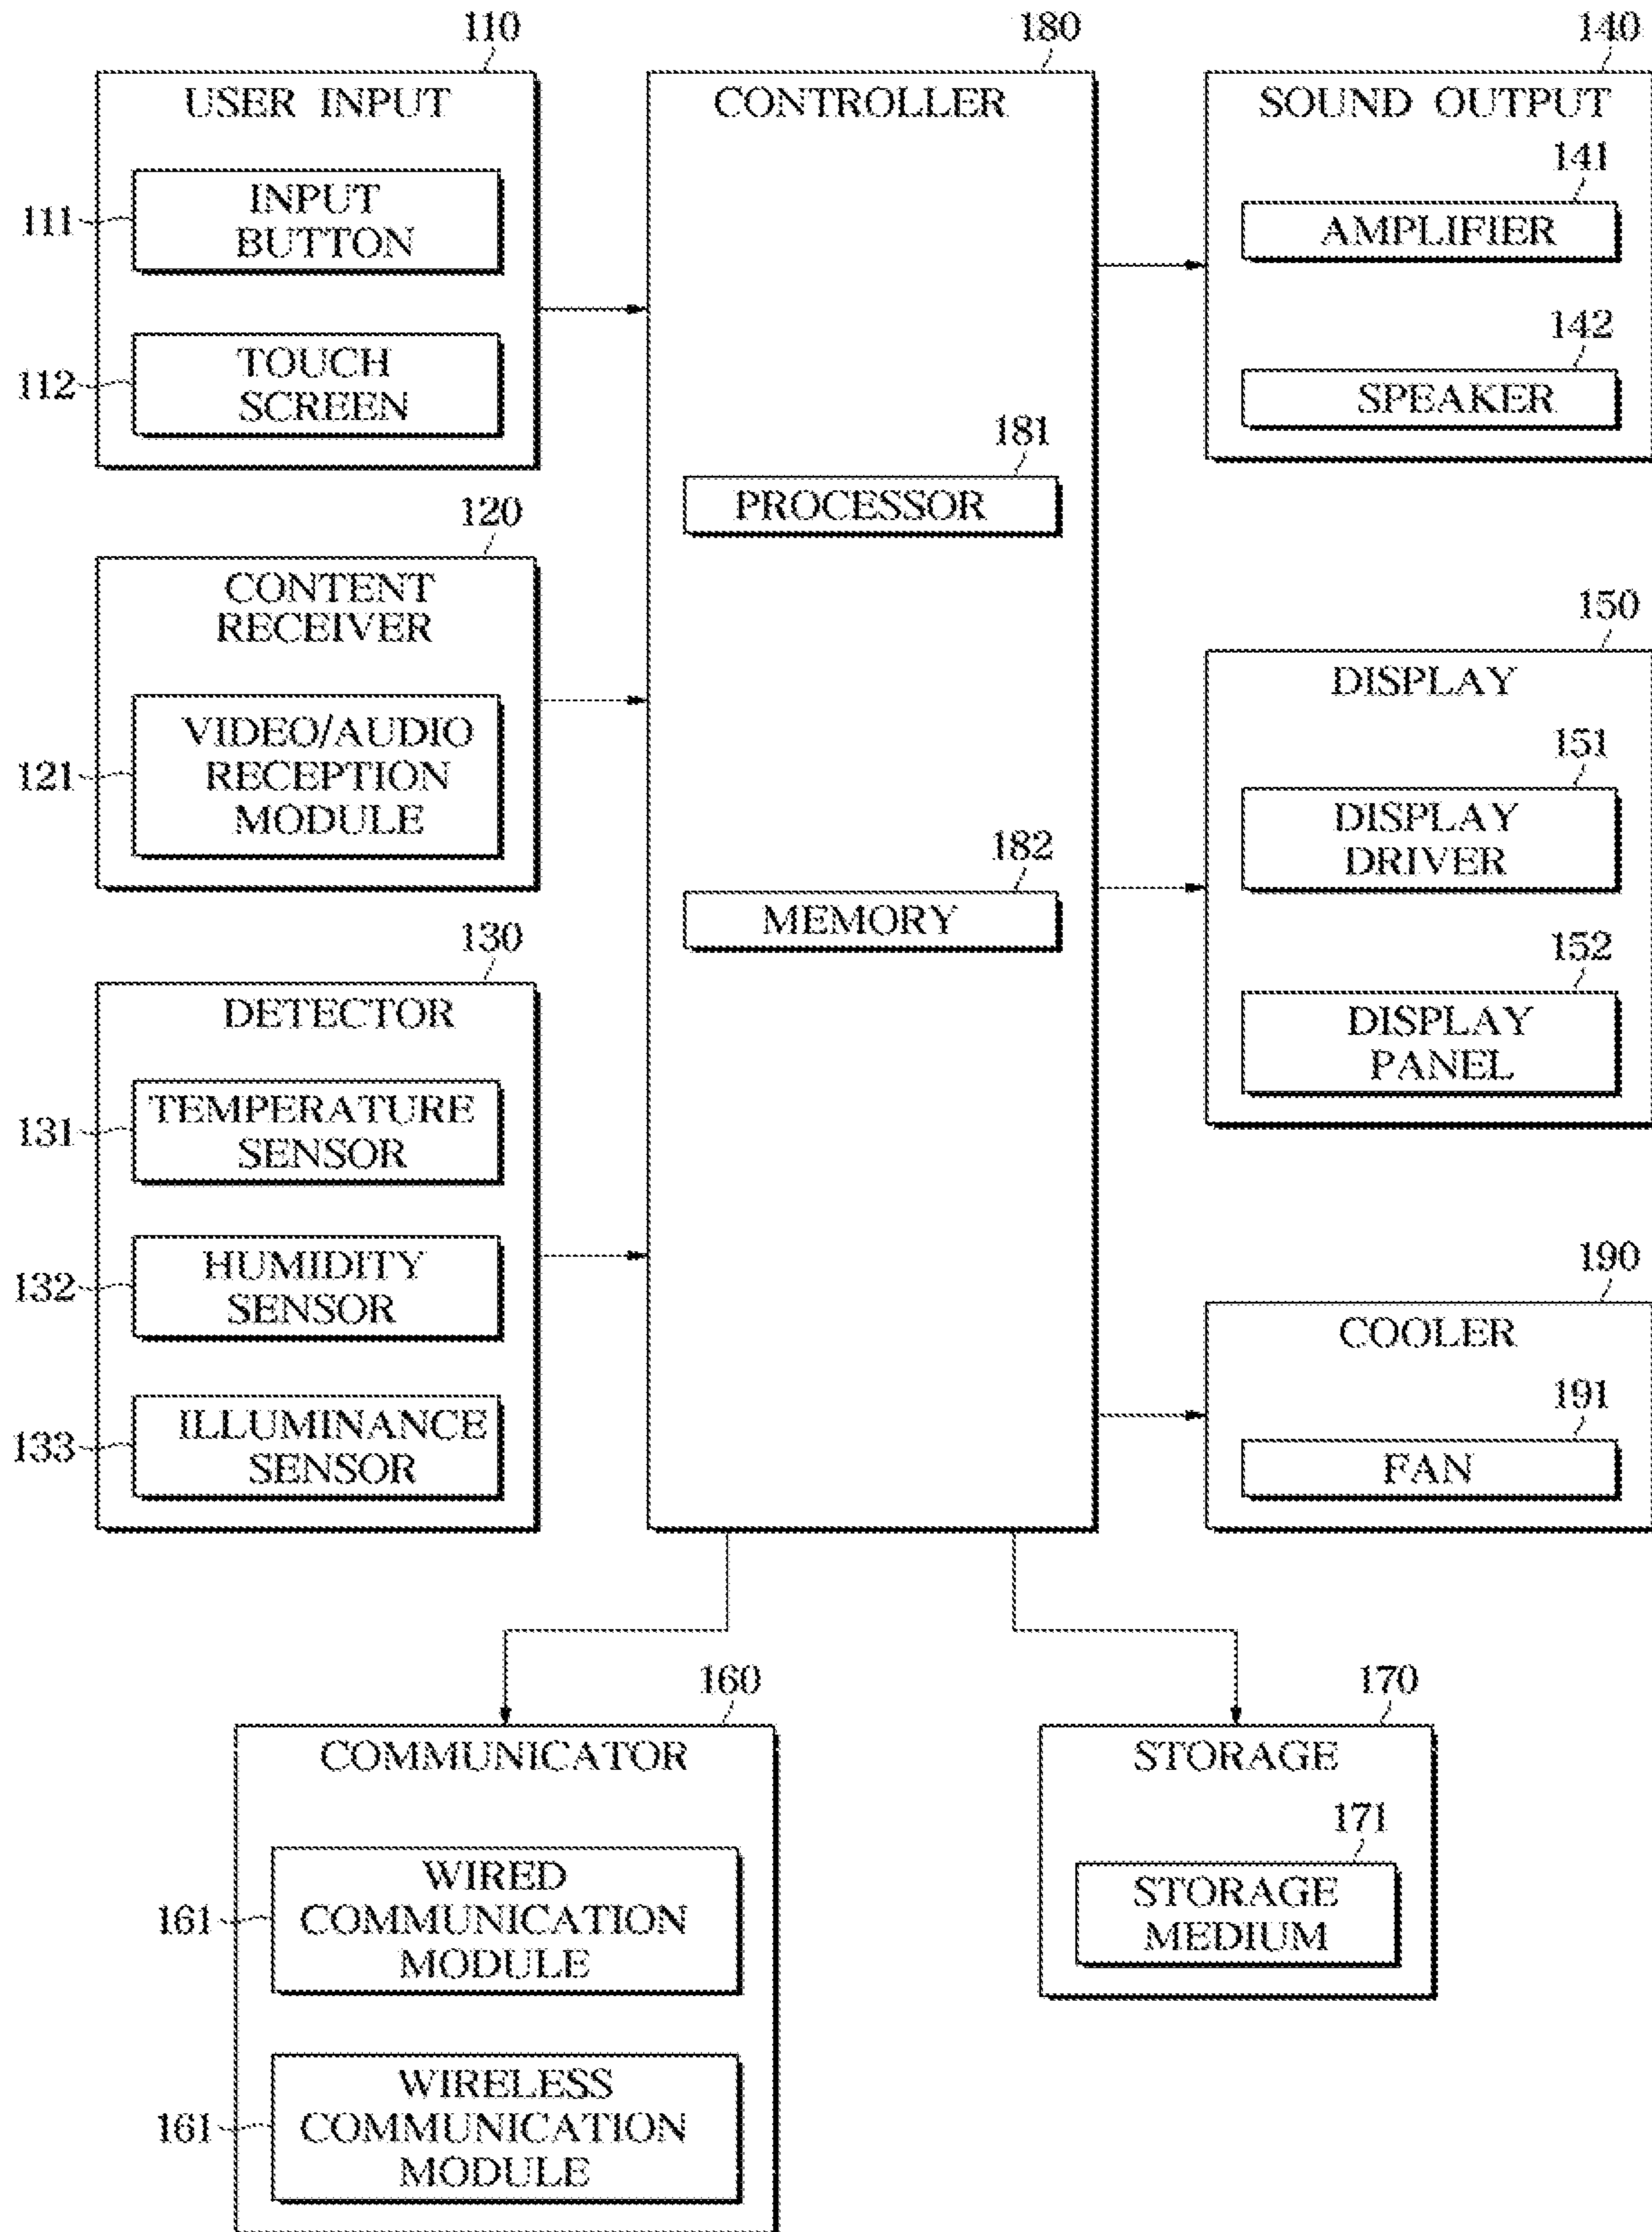 110
USER INPUT
INPUT
BUTTON
111
TOUCH
SCREEN
112
120
CONTENT
RECEIVER
VIDEO/AUDIO
RECEPTION
MODULE
121
130
DETECTOR
TEMPERATURE
SENSOR
131
HUMIDITY
SENSOR
132
ILLUMINANCE
SENSOR
133
180
CONTROLLER
181
PROCESSOR
182
MEMORY
140
SOUND OUTPUT
141
AMPLIFIER
142
SPEAKER
150
DISPLAY
151
DISPLAY
DRIVER
152
DISPLAY
PANEL
190
COOLER
191
FAN
160
COMMUNICATOR
WIRED
COMMUNICATION
MODULE
161
WIRELESS
COMMUNICATION
MODULE
161
170
STORAGE
171
STORAGE
MEDIUM